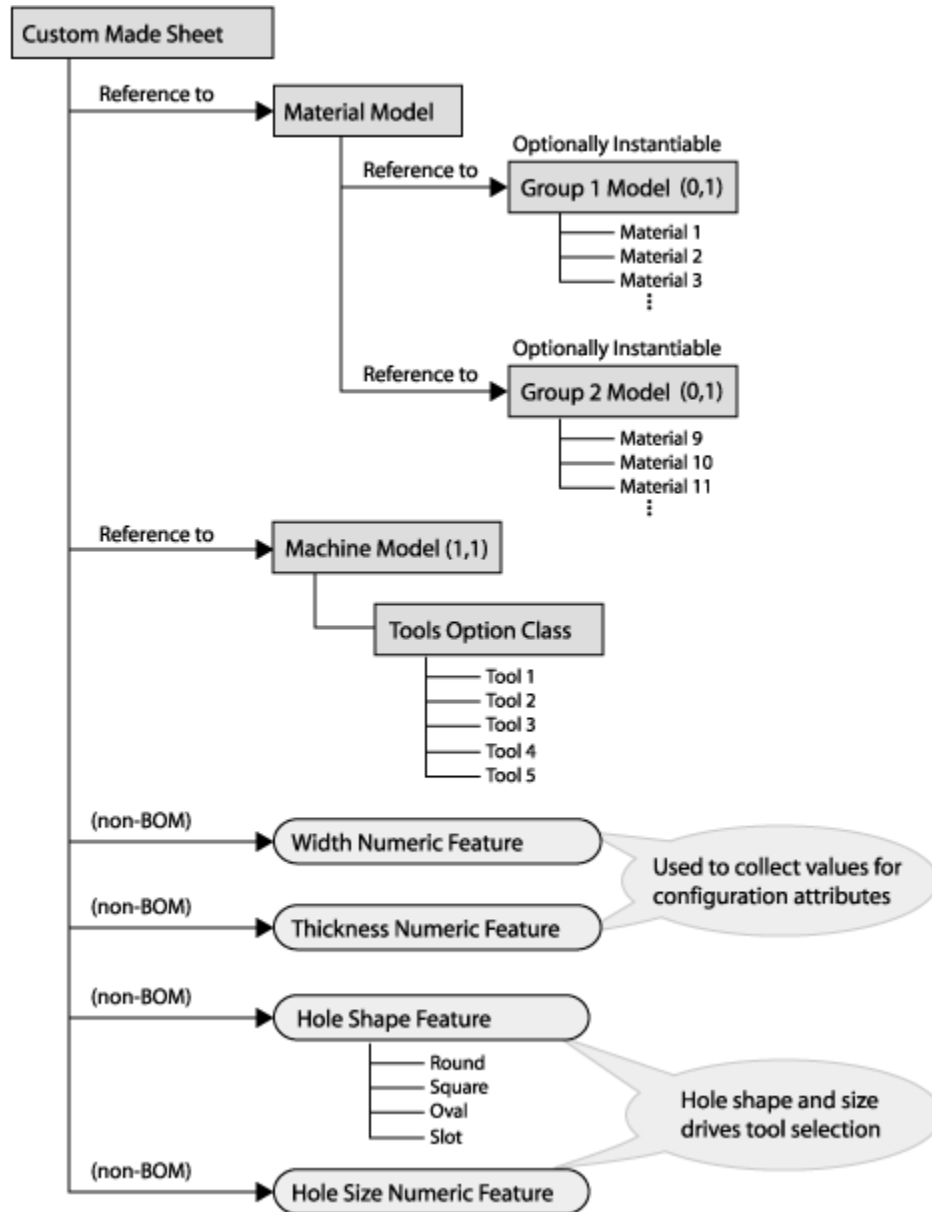 Custom Made Sheet
Reference to
Material Model
Optionally Instantiable
Reference to
Group 1 Model (0,1)
Material 1
Material 2
Material 3
Optionally Instantiable
Reference to
Group 2 Model (0,1)
Material 9
Material 10
Material 11
Reference to
Machine Model (1,1)
Tools Option Class
Tool 1
Tool 2
Tool 3
Tool 4
Tool 5
(non-BOM)
Width Numeric Feature
Used to collect values for
configuration attributes
(non-BOM)
Thickness Numeric Feature
(non-BOM)
Hole Shape Feature
Round
Square
Oval
Slot
Hole shape and size
drives tool selection
(non-BOM)
Hole Size Numeric Feature